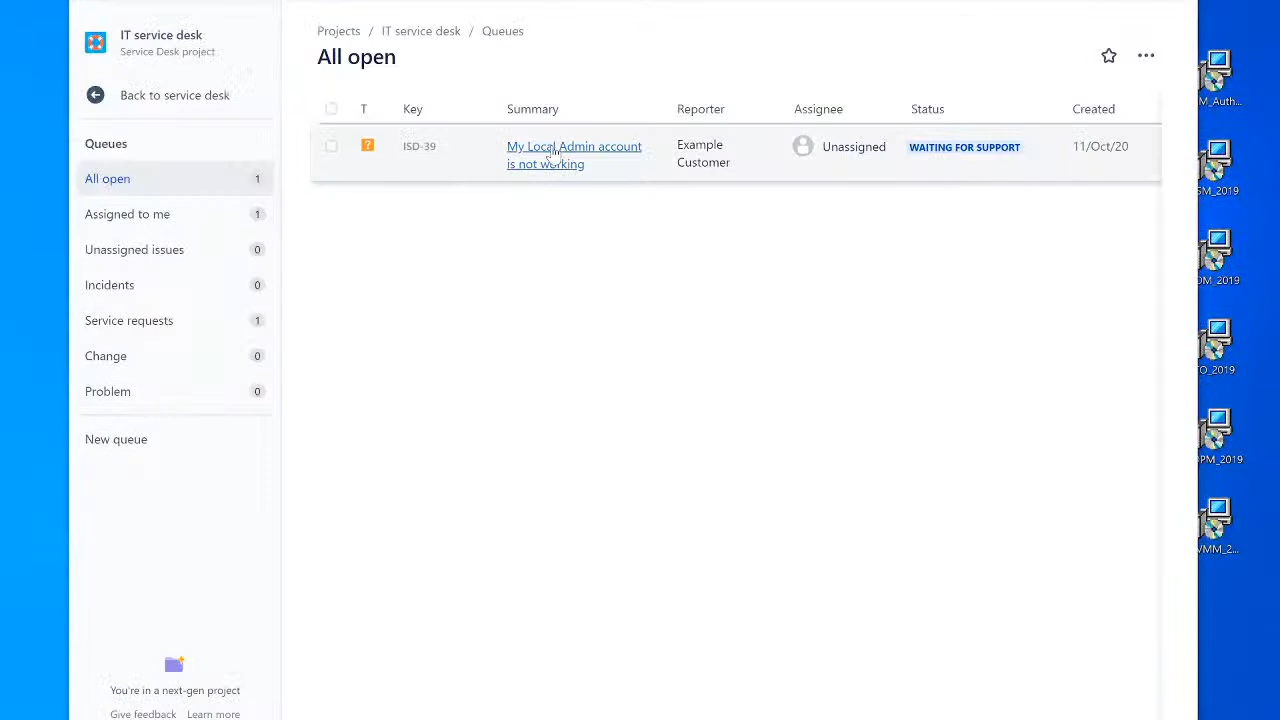 IT service desk
Service Desk project
Back to service desk
Queues
All open 1
Assigned to me 1
Unassigned issues 0
Incidents 0
Service requests 1
Change 0
Problem 0
New queue
You're in a next-gen project
Give feedback Learn more
Projects / IT service desk / Queues
All open
T Key Summary Reporter Assignee Status Created
? ISD-39 My Local Admin account Example Unassigned WAITING FOR SUPPORT 11/Oct/20
is not working Customer
M_Auth...
SM_2019
OM_2019
O_2019
PM_2019
VMM_2...